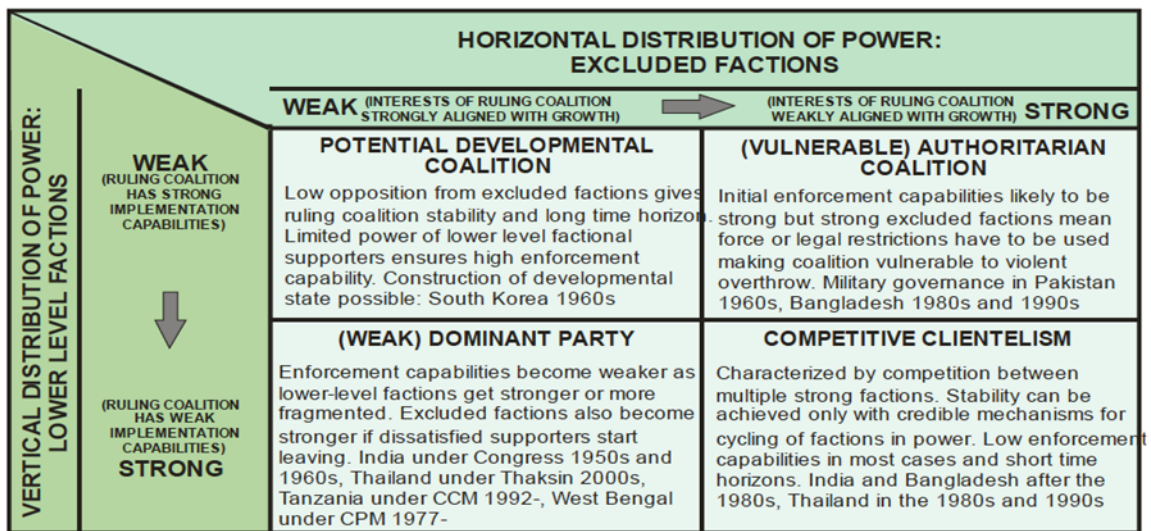 HORIZONTAL DISTRIBUTION OF POWER:
EXCLUDED FACTIONS
WEAK (INTERESTS OF RULING COALITION
STRONGLY ALIGNED WITH GROWTH)
(INTERESTS OF RULING COALITION
WEAKLY ALIGNED WITH GROWTH) STRONG
VERTICAL DISTRIBUTION OF POWER:
LOWER LEVEL FACTIONS
WEAK
(RULING COALITION
HAS STRONG
IMPLEMENTATION
CAPABILITIES)
POTENTIAL DEVELOPMENTAL
COALITION
Low opposition from excluded factions gives
ruling coalition stability and long time horizon.
Limited power of lower level factional
supporters ensures high enforcement
capability. Construction of developmental
state possible: South Korea 1960s
(VULNERABLE) AUTHORITARIAN
COALITION
Initial enforcement capabilities likely to be
strong but strong excluded factions mean
force or legal restrictions have to be used
making coalition vulnerable to violent
overthrow. Military governance in Pakistan
1960s, Bangladesh 1980s and 1990s
(RULING COALITION
HAS WEAK
IMPLEMENTATION
CAPABILITIES)
STRONG
(WEAK) DOMINANT PARTY
Enforcement capabilities become weaker as
lower-level factions get stronger or more
fragmented. Excluded factions also become
stronger if dissatisfied supporters start
leaving. India under Congress 1950s and
1960s, Thailand under Thaksin 2000s,
Tanzania under CCM 1992-, West Bengal
under CPM 1977-
COMPETITIVE CLIENTELISM
Characterized by competition between
multiple strong factions. Stability can be
achieved only with credible mechanisms for
cycling of factions in power. Low enforcement
capabilities in most cases and short time
horizons. India and Bangladesh after the
1980s, Thailand in the 1980s and 1990s